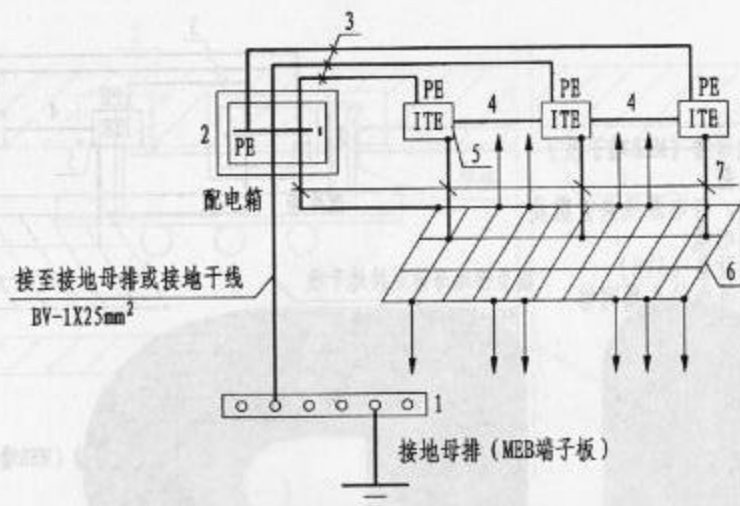 3
PE PE PE
ITE 4 ITE 4 ITE
2 PE
5
7
配电箱
6
接至接地母排或接地干线
BV-1X25mm²
1
接地母排（MEB端子板）